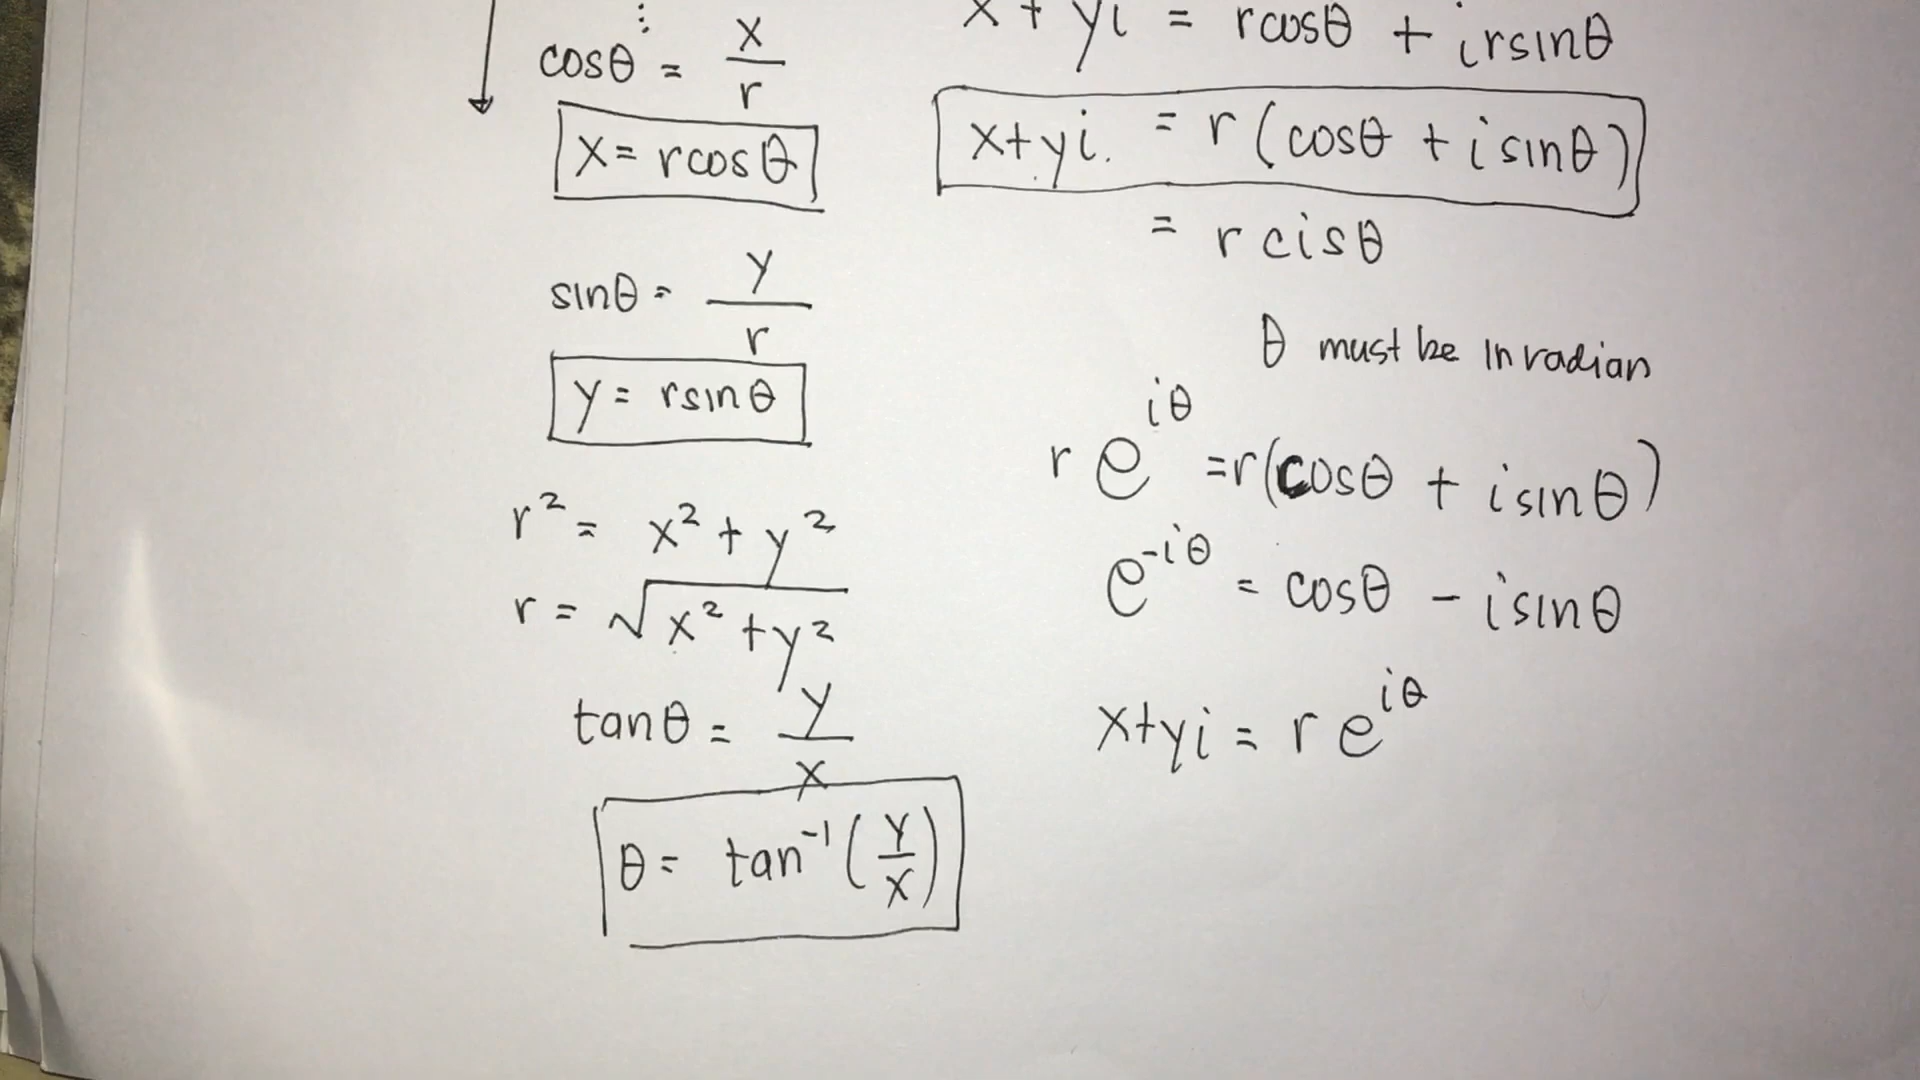 cosθ = x/r
x = rcosθ
sinθ = y/r
y = rsinθ
r² = x² + y²
r = √x² + y²
tanθ = y/x
θ = tan⁻¹(y/x)
x + yi = rcosθ + irsinθ
x+yi. = r(cosθ + isinθ)
= r cisθ
θ must be in radian
re^iθ = r(cosθ + isinθ)
e^-iθ = cosθ - isinθ
x+yi = re^iθ